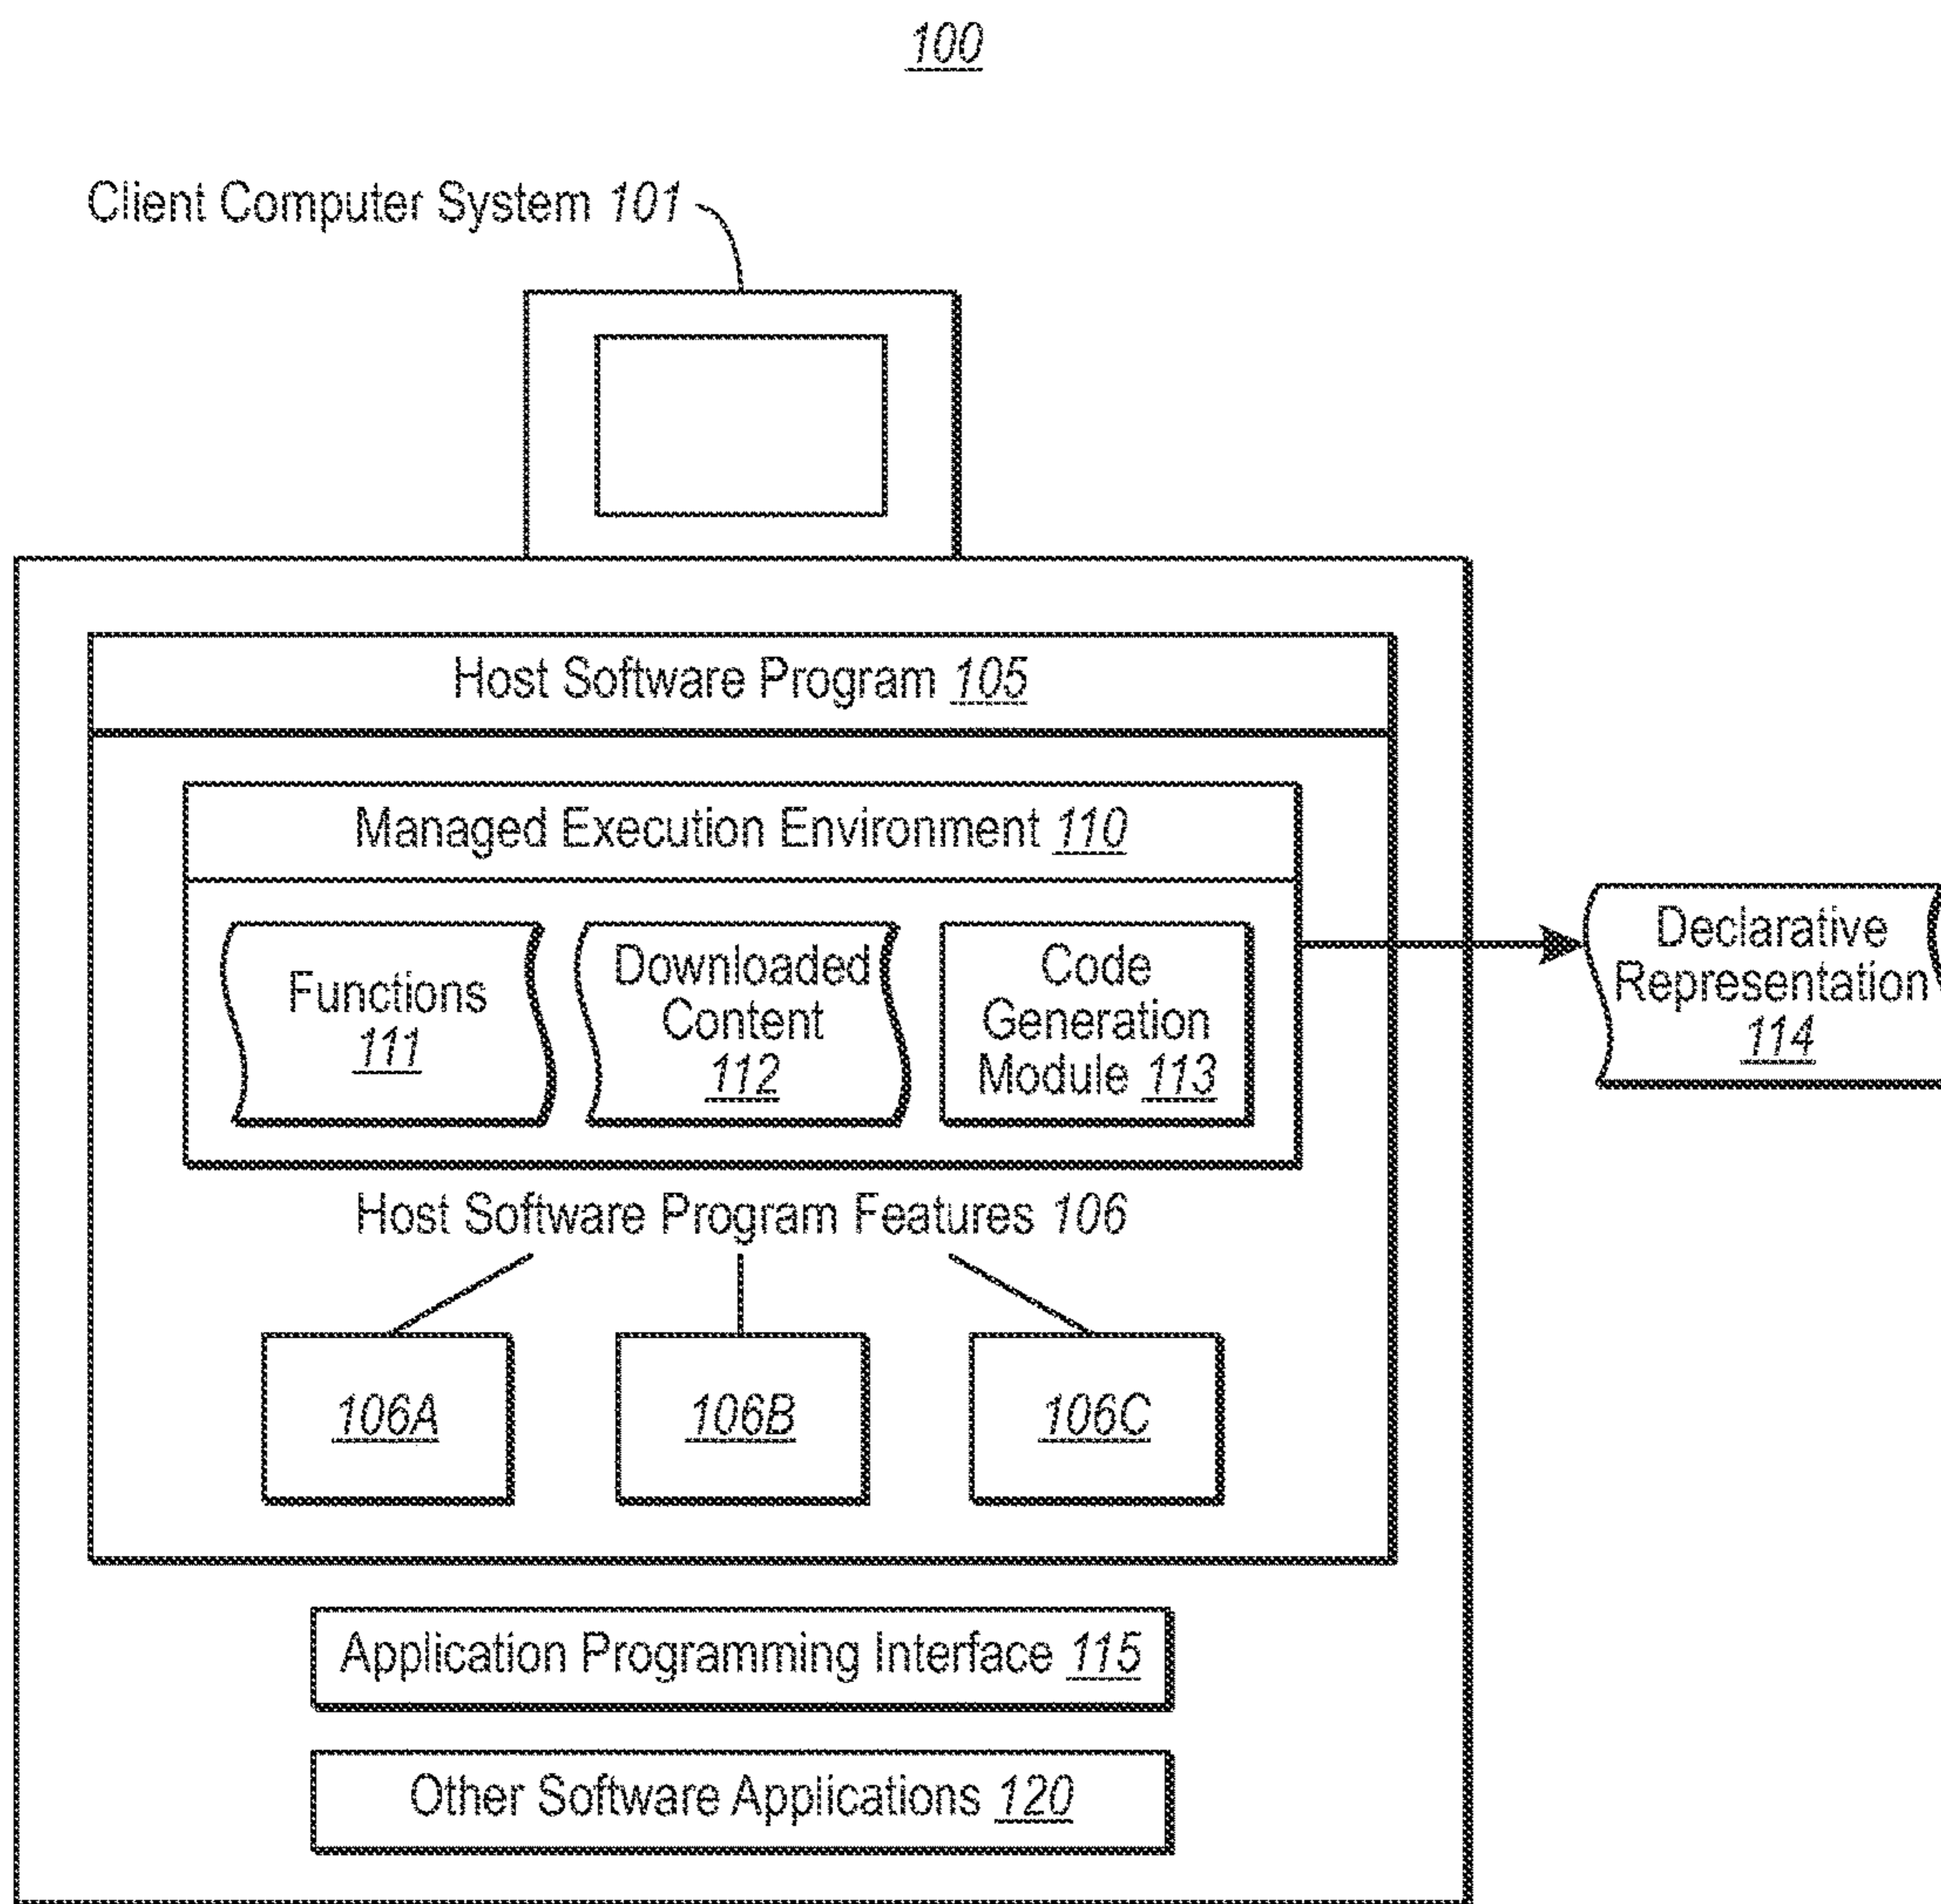 100
Client Computer System 101
Host Software Program 105
Managed Execution Environment 110
Functions
111
Downloaded
Content
112
Code
Generation
Module 113
Declarative
Representation
114
Host Software Program Features 106
106A
106B
106C
Application Programming Interface 115
Other Software Applications 120